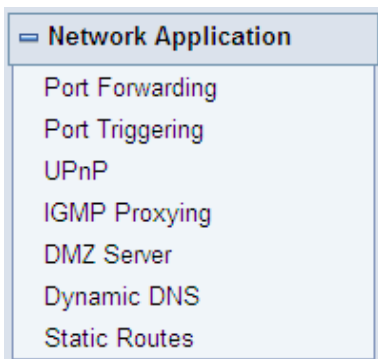 Network Application
Port Forwarding
Port Triggering
UPnP
IGMP Proxying
DMZ Server
Dynamic DNS
Static Routes